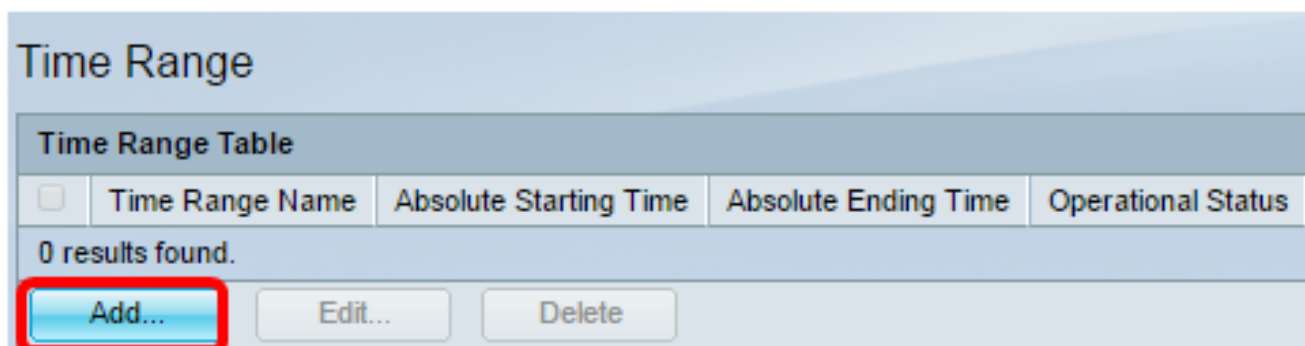 Time Range
Time Range Table
Time Range Name Absolute Starting Time Absolute Ending Time Operational Status
0 results found.
Add... Edit... Delete